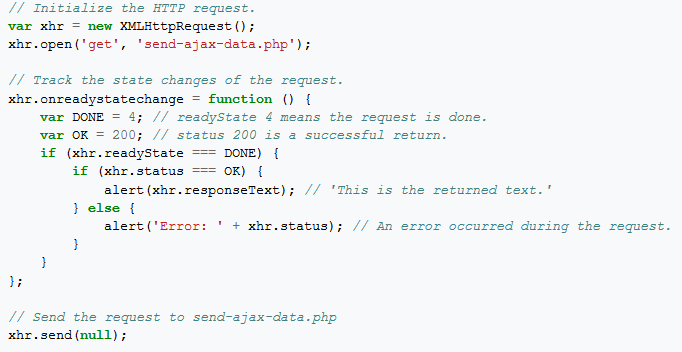 // Initialize the HTTP request.
var xhr = new XMLHttpRequest();
xhr.open('get', 'send-ajax-data.php');

// Track the state changes of the request.
xhr.onreadystatechange = function () {
    var DONE = 4; // readyState 4 means the request is done.
    var OK = 200; // status 200 is a successful return.
    if (xhr.readyState === DONE) {
        if (xhr.status === OK) {
            alert(xhr.responseText); // 'This is the returned text.'
        } else {
            alert('Error: ' + xhr.status); // An error occurred during the request.
        }
    }
};

// Send the request to send-ajax-data.php
xhr.send(null);